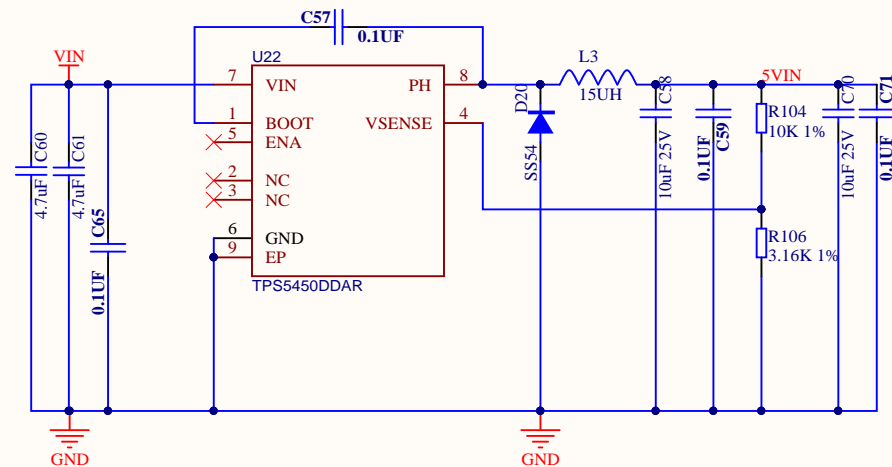 C57
0.1UF
VIN
U22
L3
7
VIN
PH
8
5VIN
15UH
D20
C58
C70
C71
1
BOOT
VSENSE
4
R104
10K 1%
5
ENA
C60
C61
4.7uF
4.7uF
2
NC
3
NC
SS54
10uF 25V
0.1UF
C59
10uF 25V
0.1UF
C65
0.1UF
6
GND
9
EP
R106
3.16K 1%
TPS5450DDAR
GND
GND